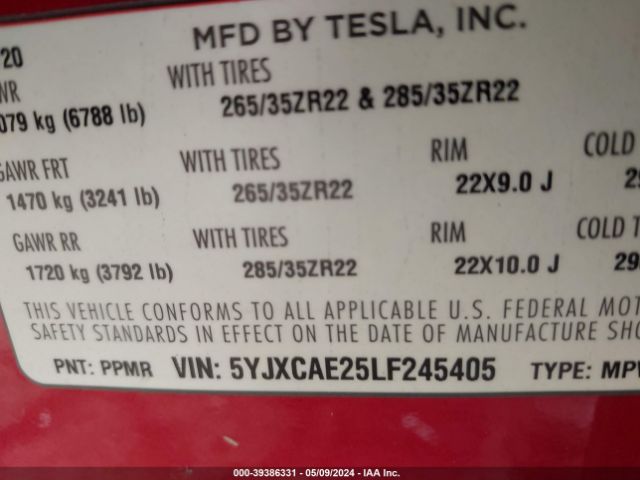 MFD BY TESLA, INC.
20
WITH TIRES
WR
265/35ZR22 & 285/35ZR22
079 kg (6788 lb)
GAWR FRT
WITH TIRES
RIM
COLD
1470 kg (3241 lb)
265/35ZR22
22X9.0 J
29
GAWR RR
WITH TIRES
RIM
COLD T
1720 kg (3792 lb)
285/35ZR22
22X10.0 J
29
THIS VEHICLE CONFORMS TO ALL APPLICABLE U.S. FEDERAL MOT
SAFETY STANDARDS IN EFFECT ON THE DATE OF MANUFACTURE SHO
PNT: PPMR VIN: 5YJXCAE25LF245405 TYPE: MPV
000-39386331 - 05/09/2024 - IAA Inc.